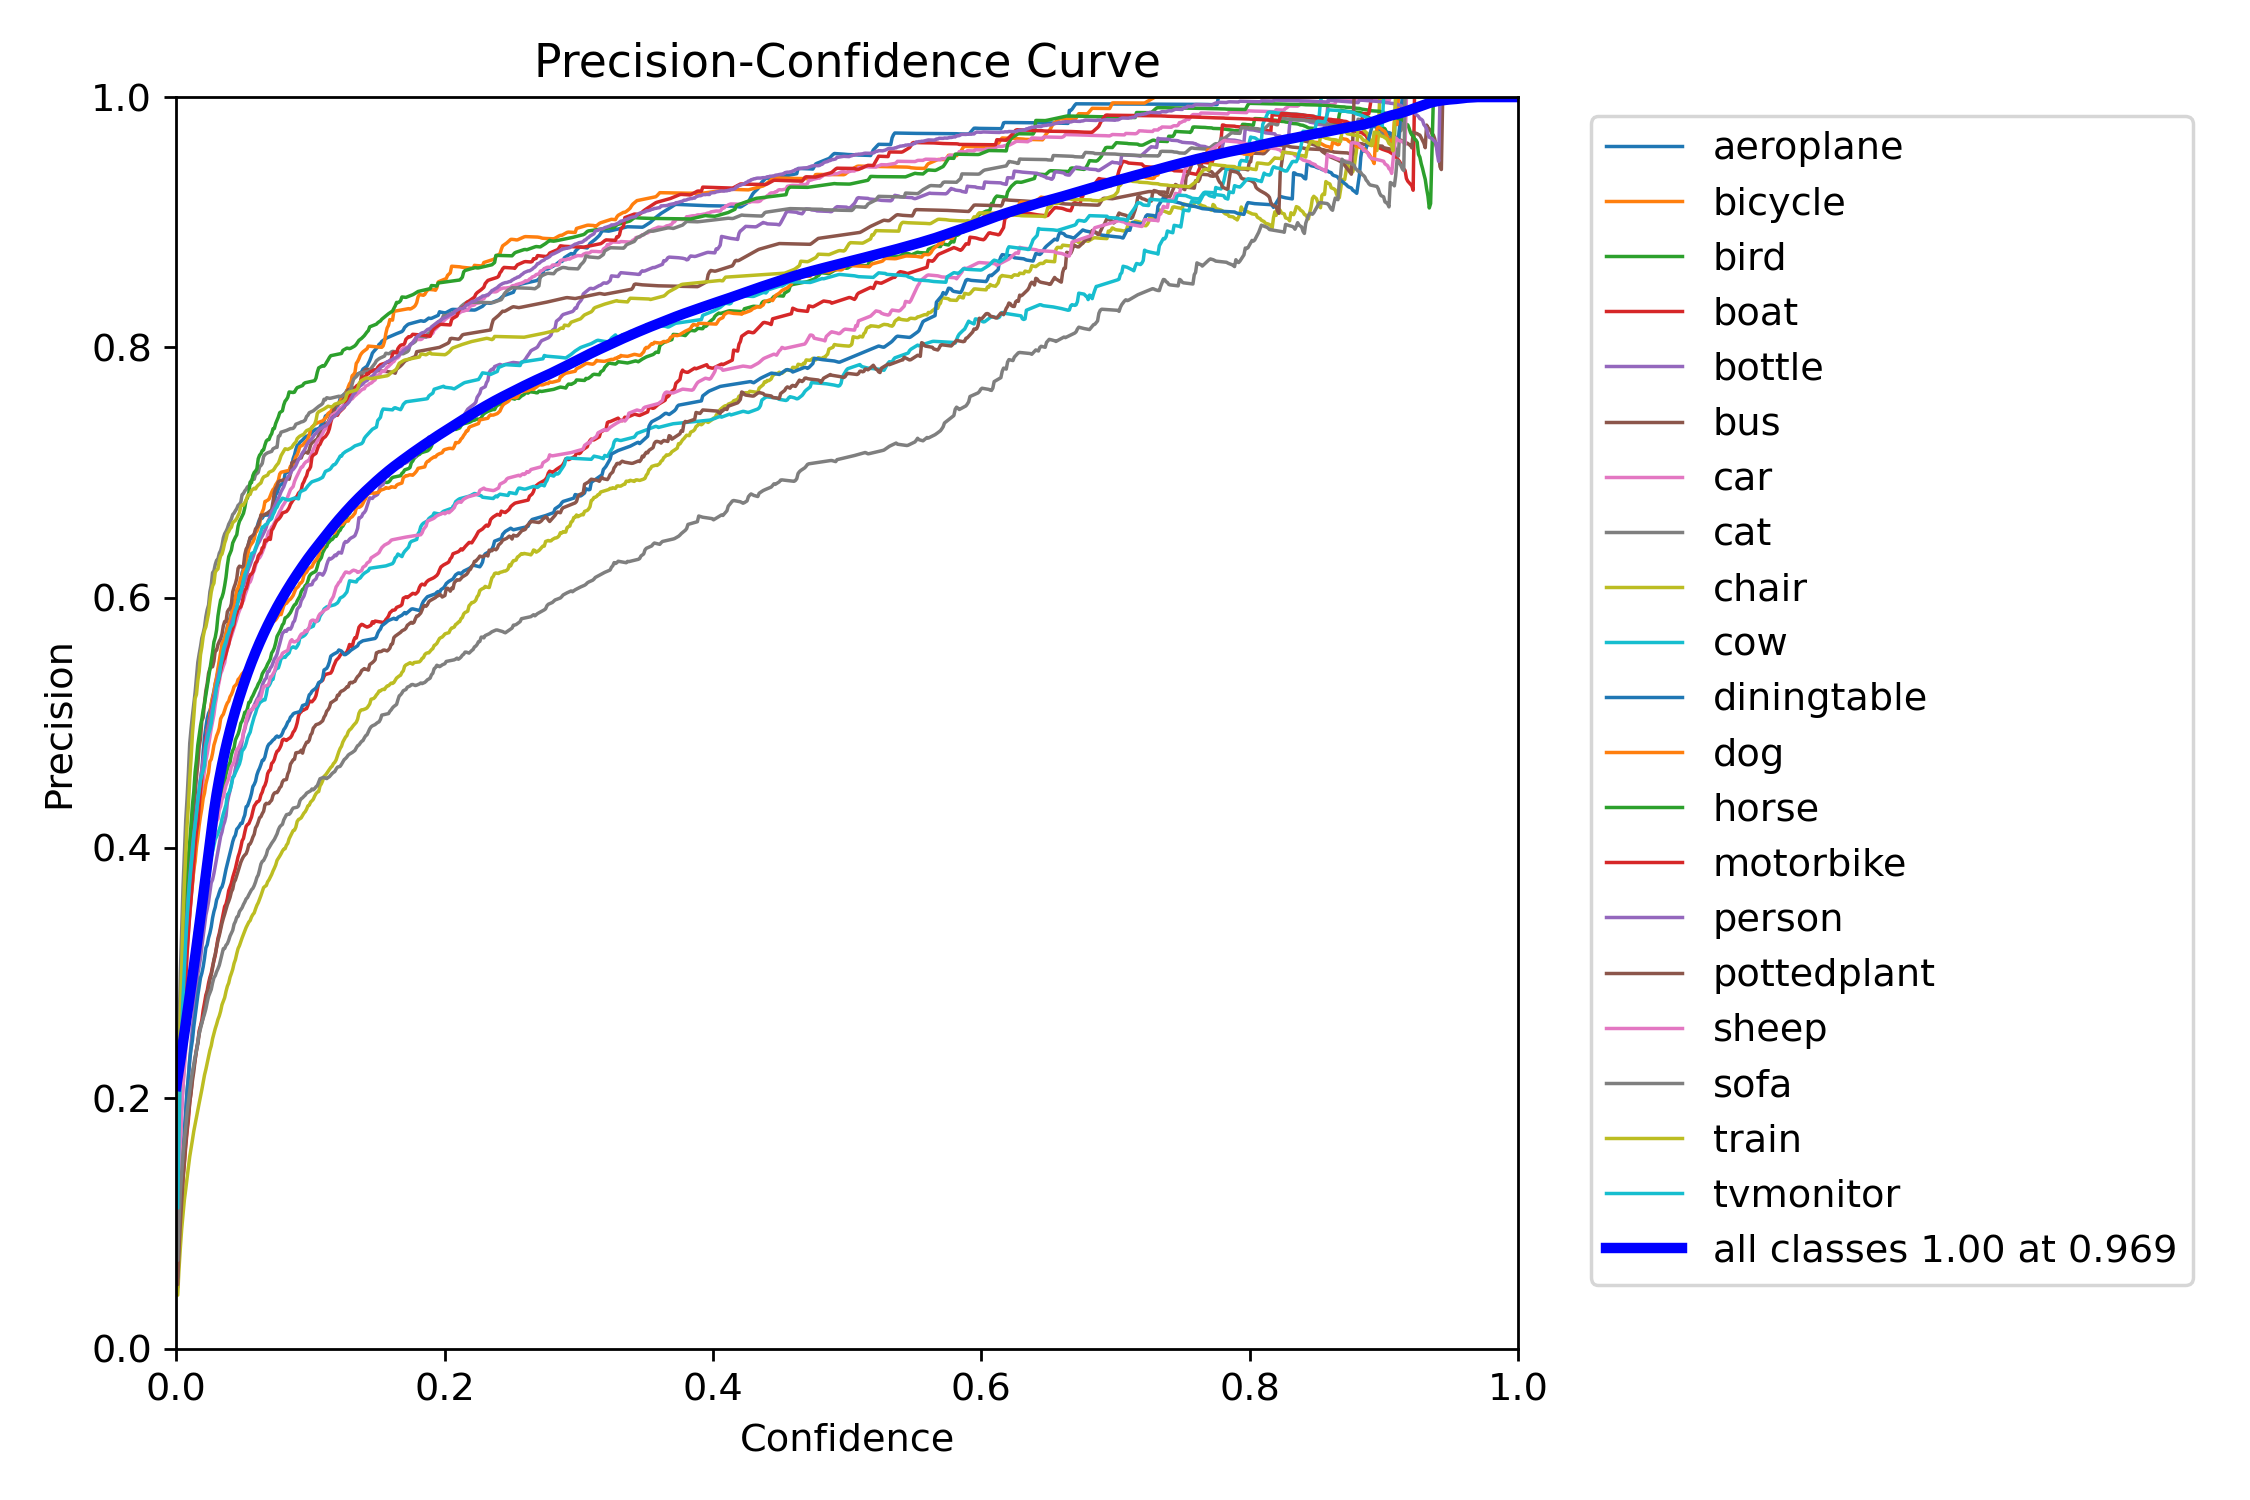 Precision-Confidence Curve
1.0
0.8
0.6
0.4
0.2
0.0
Precision
0.0 0.2 0.4 0.6 0.8 1.0
Confidence
aeroplane
bicycle
bird
boat
bottle
bus
car
cat
chair
cow
diningtable
dog
horse
motorbike
person
pottedplant
sheep
sofa
train
tvmonitor
all classes 1.00 at 0.969